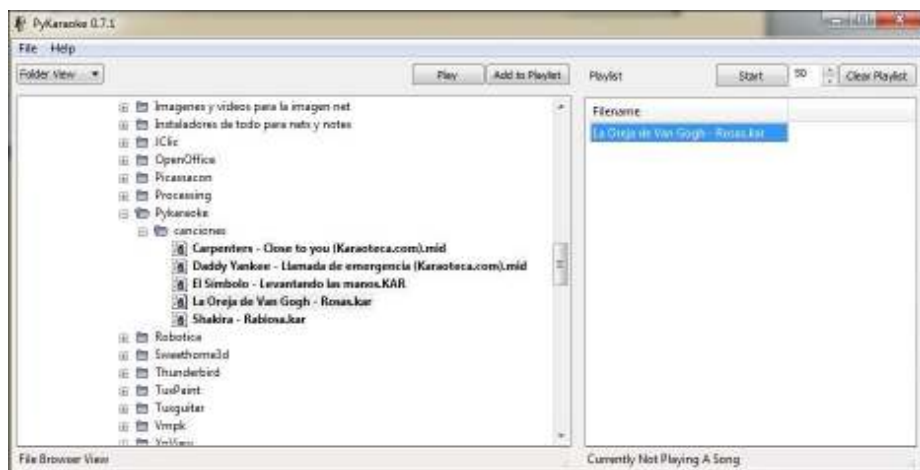 PyKaraoke 0.7.1
File Help
Folder View Play Add to Playlist Playlist Start 50 Clear Playlist
Imagenes y videos para la imagen net
Filename
Instaladores de todo para nets y notes
La Oreja de Van Gogh - Rosas.kar
JClic
OpenOffice
Picassacon
Processing
Pykaraoke
canciones
Carpenters - Close to you (Karaoteca.com).mid
Daddy Yankee - Llamada de emergencia (Karaoteca.com).mid
El Simbolo - Levantando las manos.KAR
La Oreja de Van Gogh - Rosas.kar
Shakira - Rabiosa.kar
Robotica
Sweethome3d
Thunderbird
TuxPaint
Tuxguitar
Vmpk
XnView
File Browser View Currently Not Playing A Song